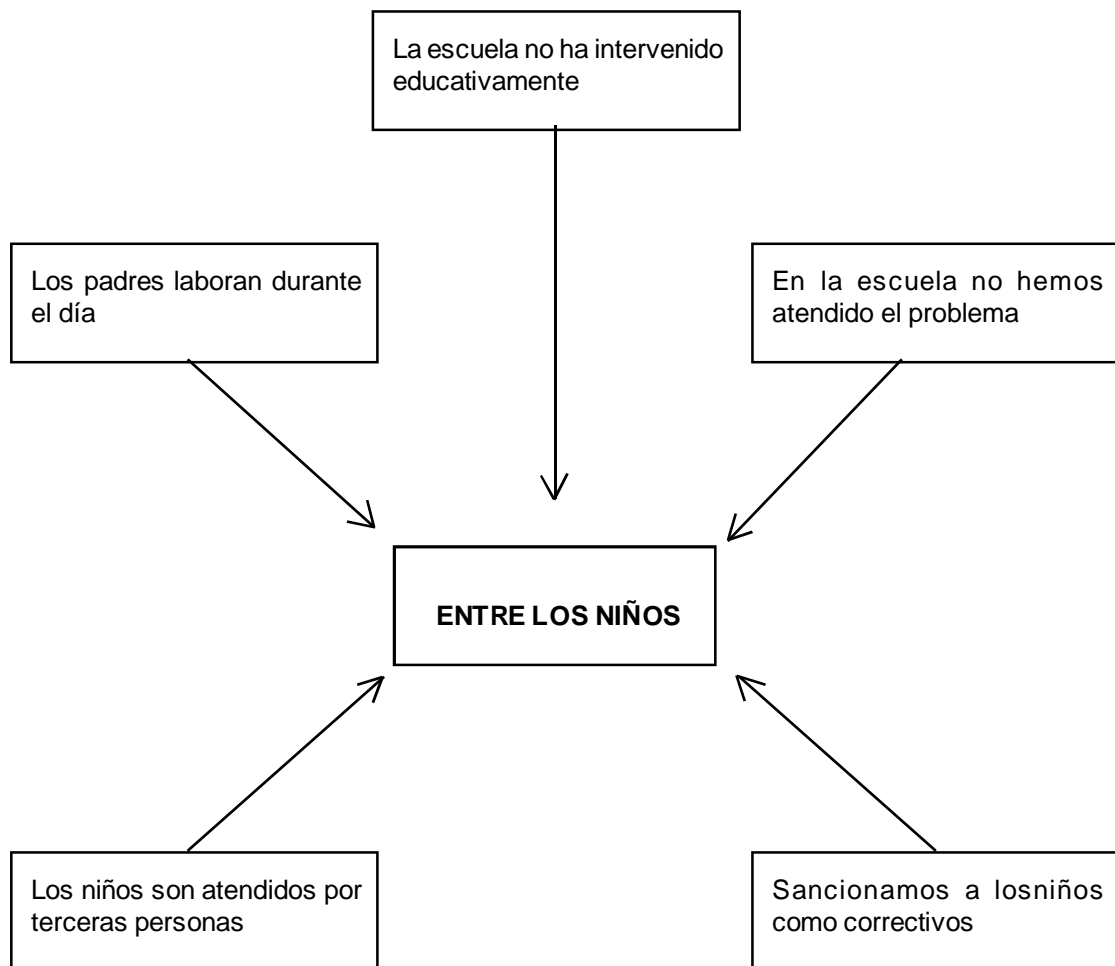 La escuela no ha intervenido
educativamente
Los padres laboran durante
el día
En la escuela no hemos
atendido el problema
ENTRE LOS NIÑOS
Los niños son atendidos por
terceras personas
Sancionamos a losniños
como correctivos